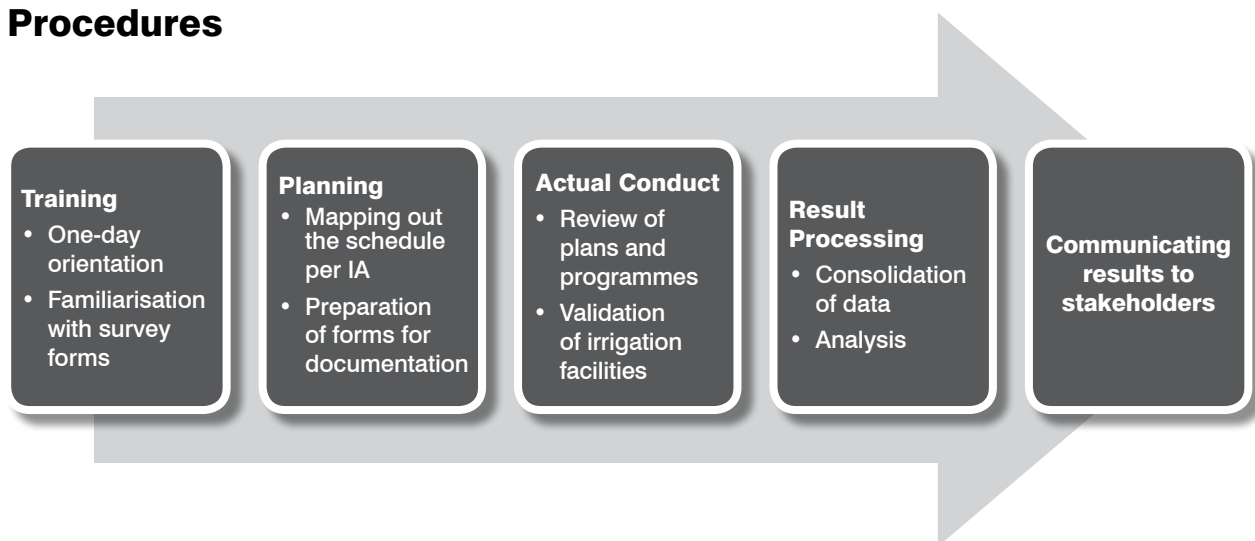 Procedures
Training
• One-day
orientation
• Familiarisation
with survey
forms
Planning
• Mapping out
the schedule
per IA
• Preparation
of forms for
documentation
Actual Conduct
• Review of
plans and
programmes
• Validation
of irrigation
facilities
Result
Processing
• Consolidation
of data
• Analysis
Communicating
results to
stakeholders